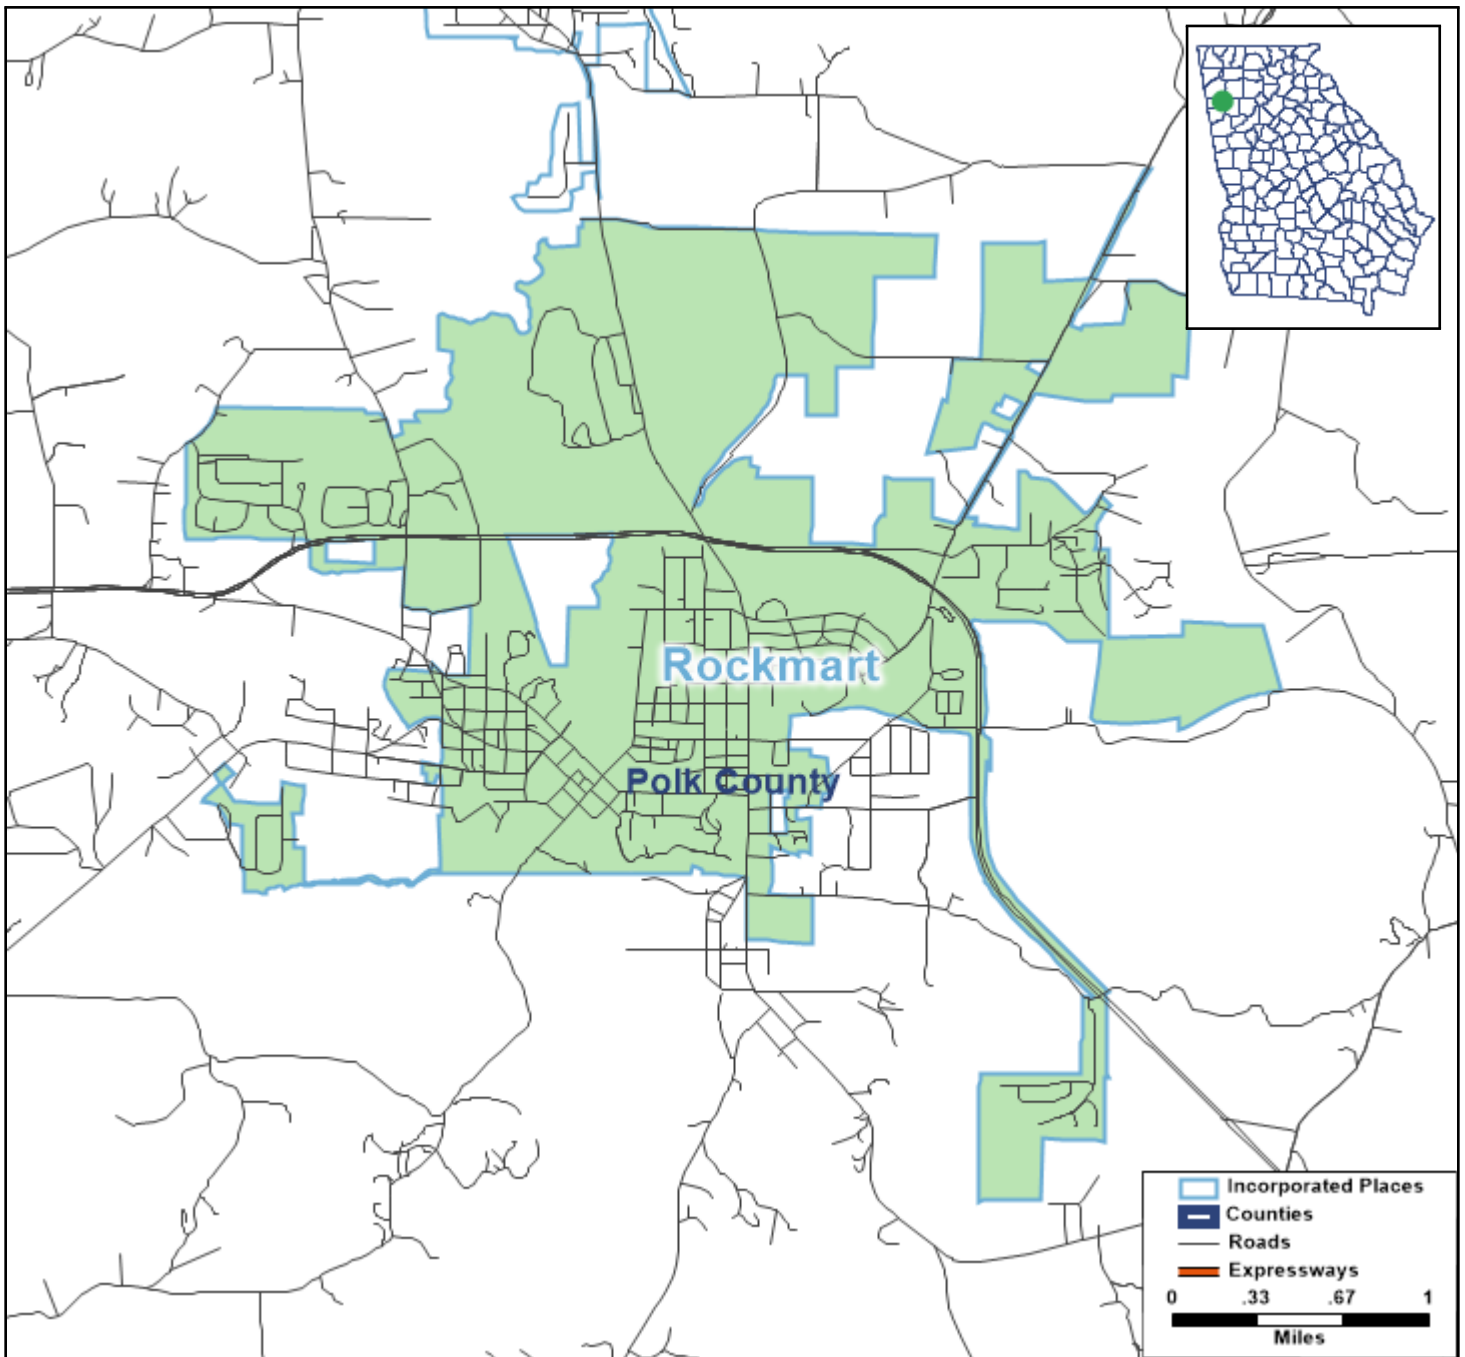 Rockmart
Polk County
Incorporated Places
Counties
Roads
Expressways
0 .33 .67 1
Miles